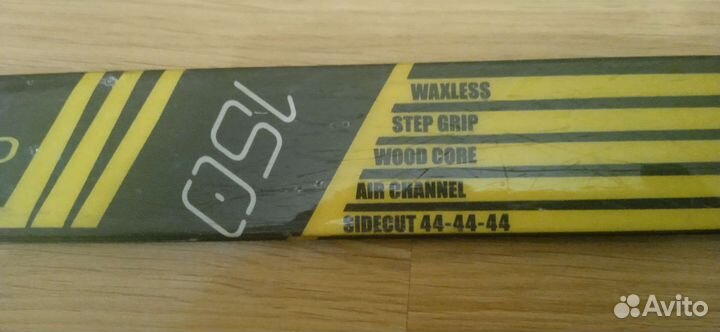 150
WAXLESS
STEP GRIP
WOOD CORE
AIR CHANNEL
SIDECUT 44-44-44
Avito